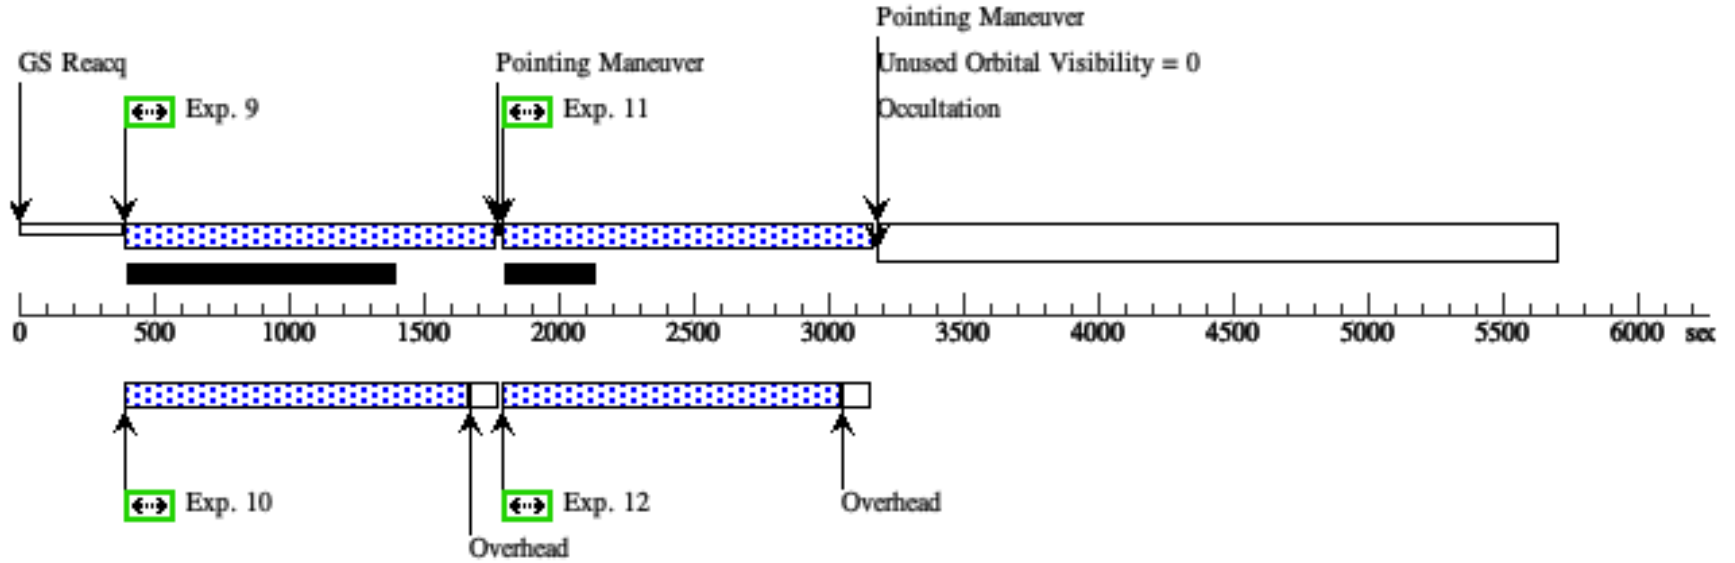 Pointing Maneuver
GS Reacq
Pointing Maneuver
Unused Orbital Visibility = 0
Exp. 9
Exp. 11
Occultation
0 500 1000 1500 2000 2500 3000 3500 4000 4500 5000 5500 6000 sec
Exp. 10
Exp. 12
Overhead
Overhead